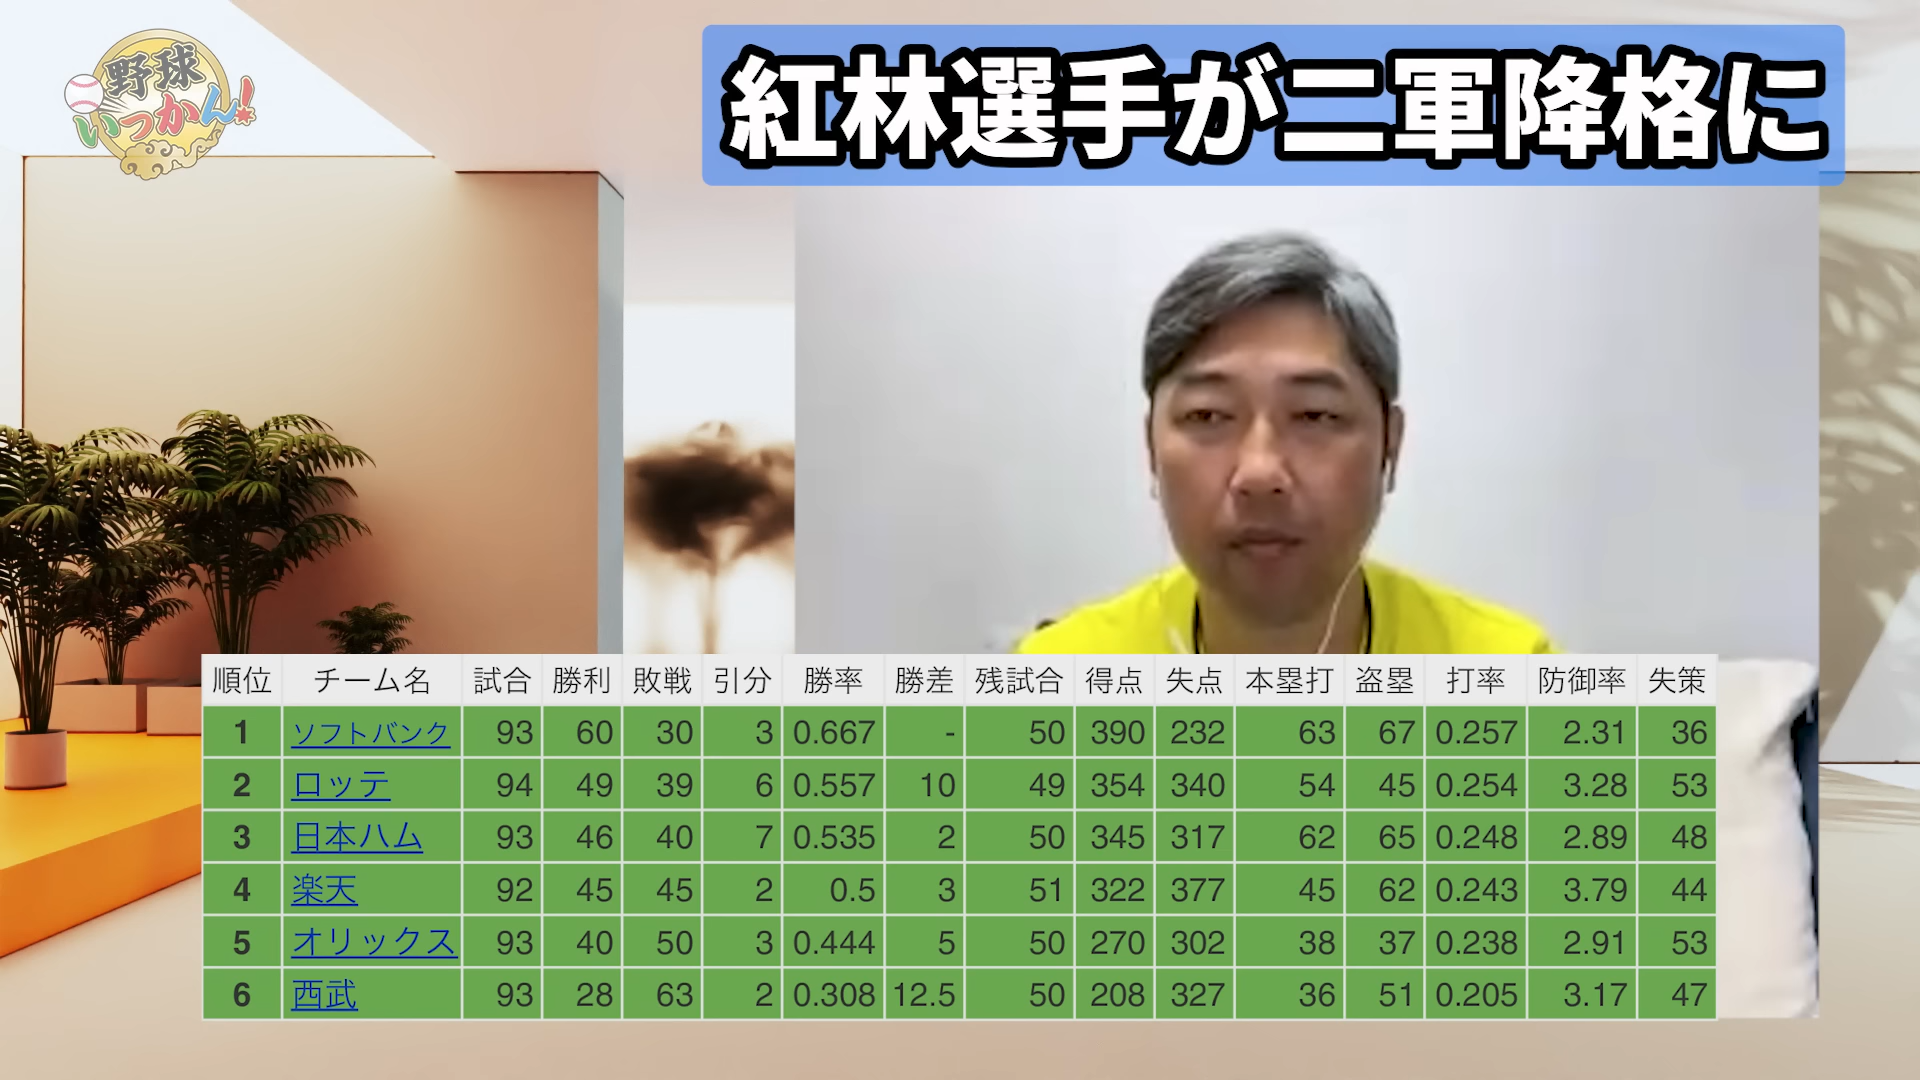 野球
いっかん!
紅林選手が二軍降格に
順位 チーム名 試合 勝利 敗戦 引分 勝率 勝差 残試合 得点 失点 本塁打 盗塁 打率 防御率 失策
1 ソフトバンク 93 60 30 3 0.667 - 50 390 232 63 67 0.257 2.31 36
2 ロッテ 94 49 39 6 0.557 10 49 354 340 54 45 0.254 3.28 53
3 日本ハム 93 46 40 7 0.535 2 50 345 317 62 65 0.248 2.89 48
4 楽天 92 45 45 2 0.5 3 51 322 377 45 62 0.243 3.79 44
5 オリックス 93 40 50 3 0.444 5 50 270 302 38 37 0.238 2.91 53
6 西武 93 28 63 2 0.308 12.5 50 208 327 36 51 0.205 3.17 47